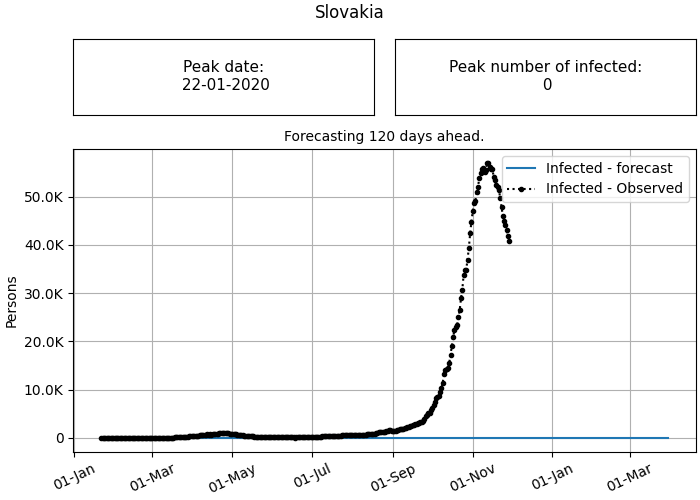 Slovakia
Peak date:
22-01-2020
Peak number of infected:
0
Forecasting 120 days ahead.
Infected - forecast
Infected - Observed
Persons
50.0K
40.0K
30.0K
20.0K
10.0K
0
01-Jan
01-Mar
01-May
01-Jul
01-Sep
01-Nov
01-Jan
01-Mar